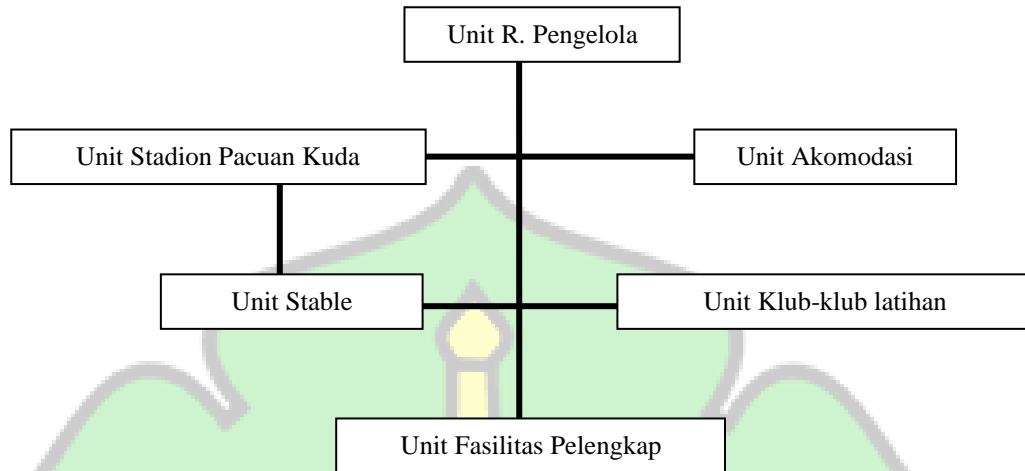 Unit R. Pengelola
Unit Stadion Pacuan Kuda
Unit Akomodasi
Unit Stable
Unit Klub-klub latihan
Unit Fasilitas Pelengkap